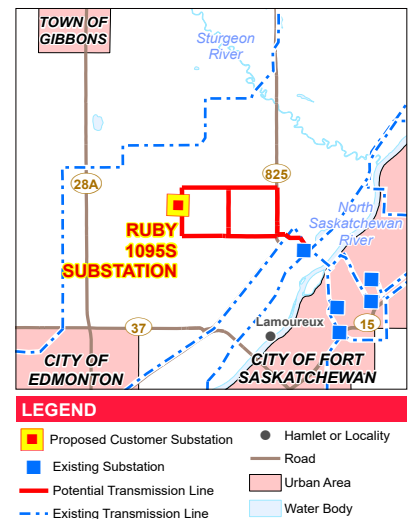 TOWN OF
GIBBONS
Sturgeon
River
28A
825
North
Saskatchewan
River
RUBY
1095S
SUBSTATION
37
Lamoureux
15
CITY OF
EDMONTON
CITY OF FORT
SASKATCHEWAN
LEGEND
Proposed Customer Substation
Existing Substation
Potential Transmission Line
Existing Transmission Line
Hamlet or Locality
Road
Urban Area
Water Body